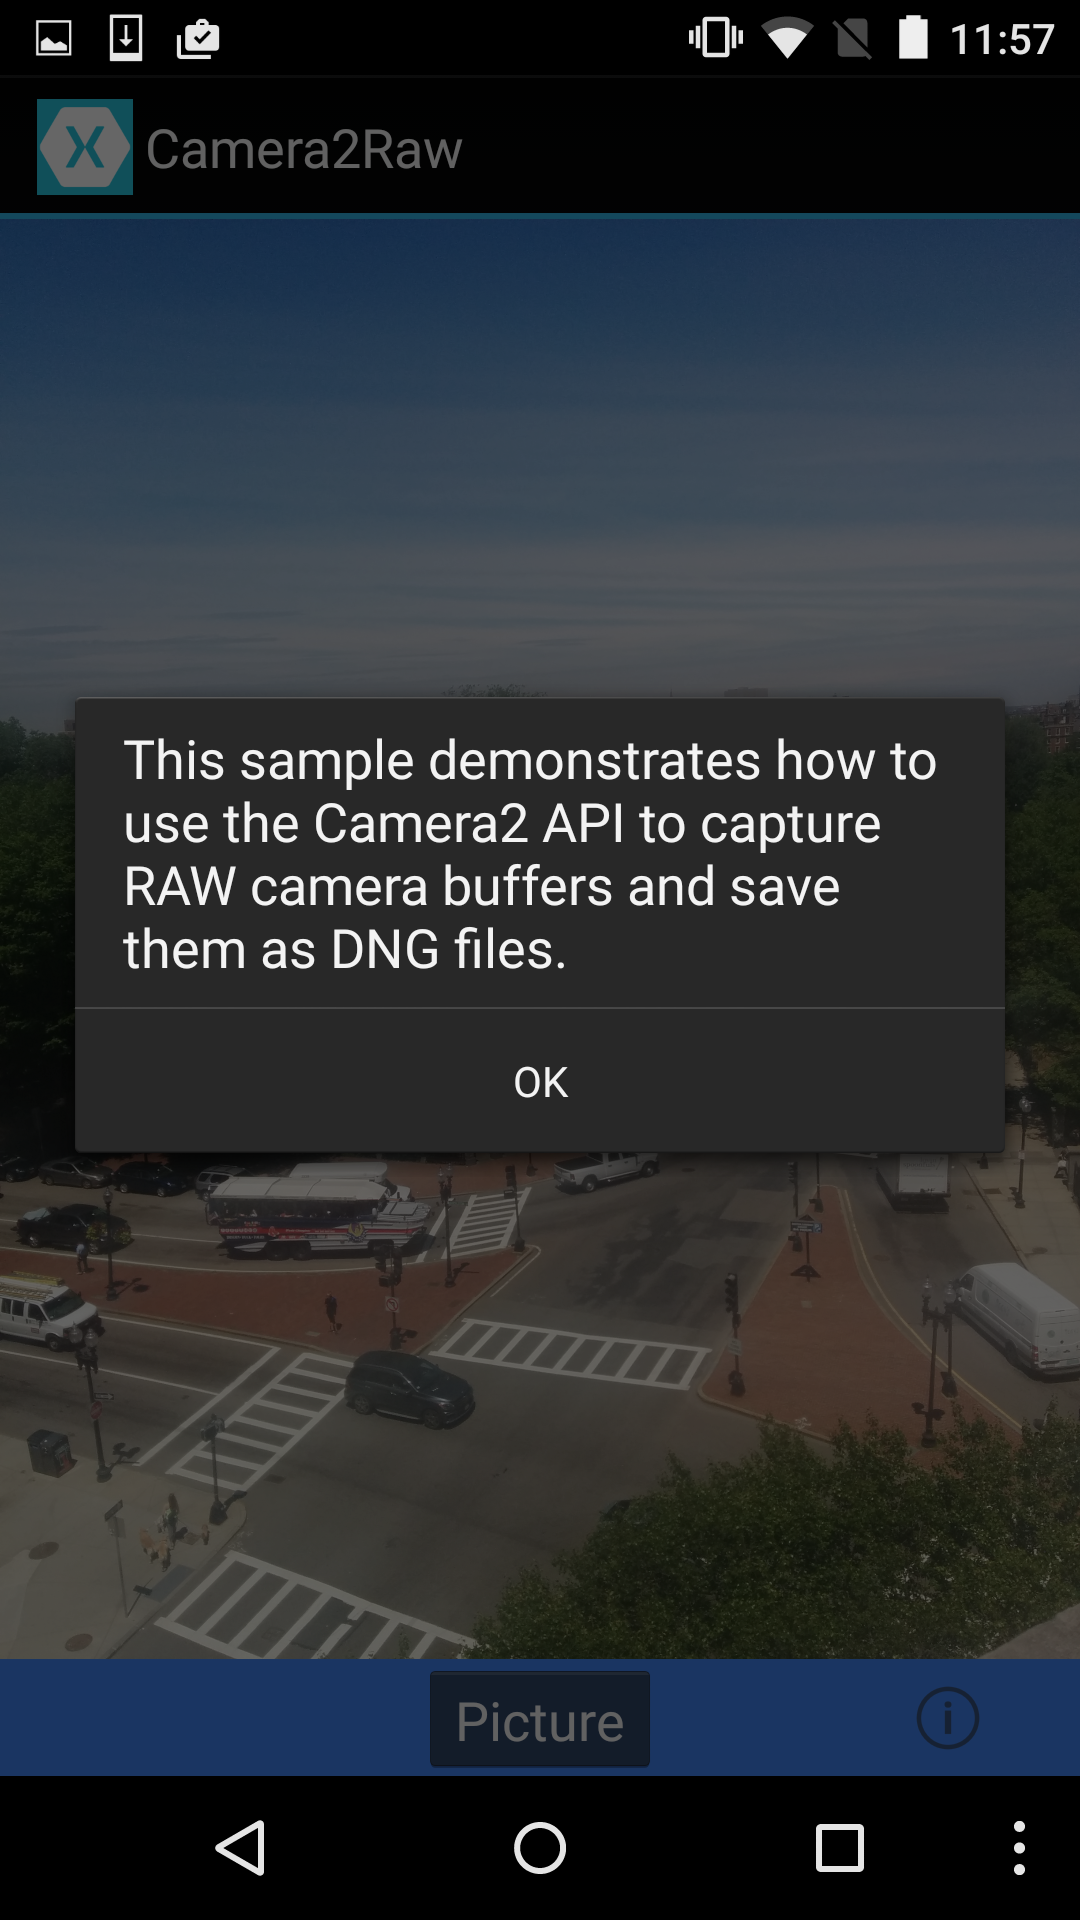 11:57
X Camera2Raw
This sample demonstrates how to
use the Camera2 API to capture
RAW camera buffers and save
them as DNG files.
OK
Picture
i